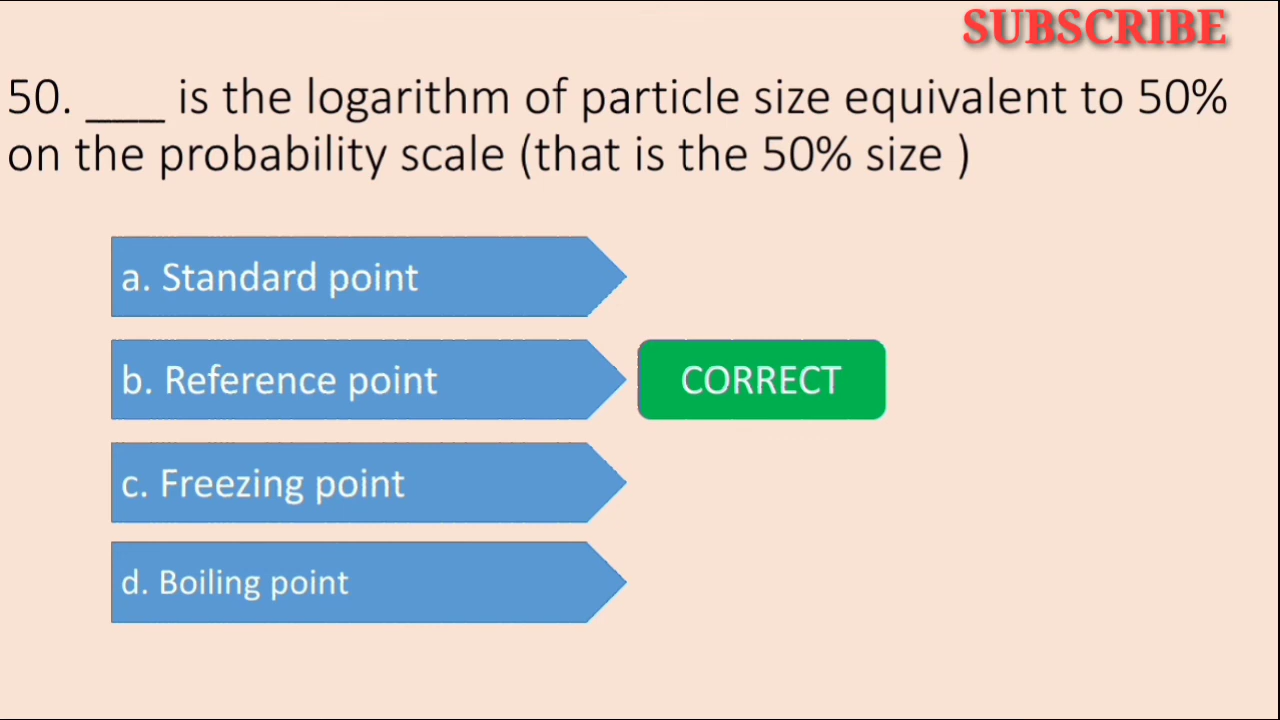 SUBSCRIBE
50. ___ is the logarithm of particle size equivalent to 50%
on the probability scale (that is the 50% size )
a. Standard point
b. Reference point
CORRECT
c. Freezing point
d. Boiling point